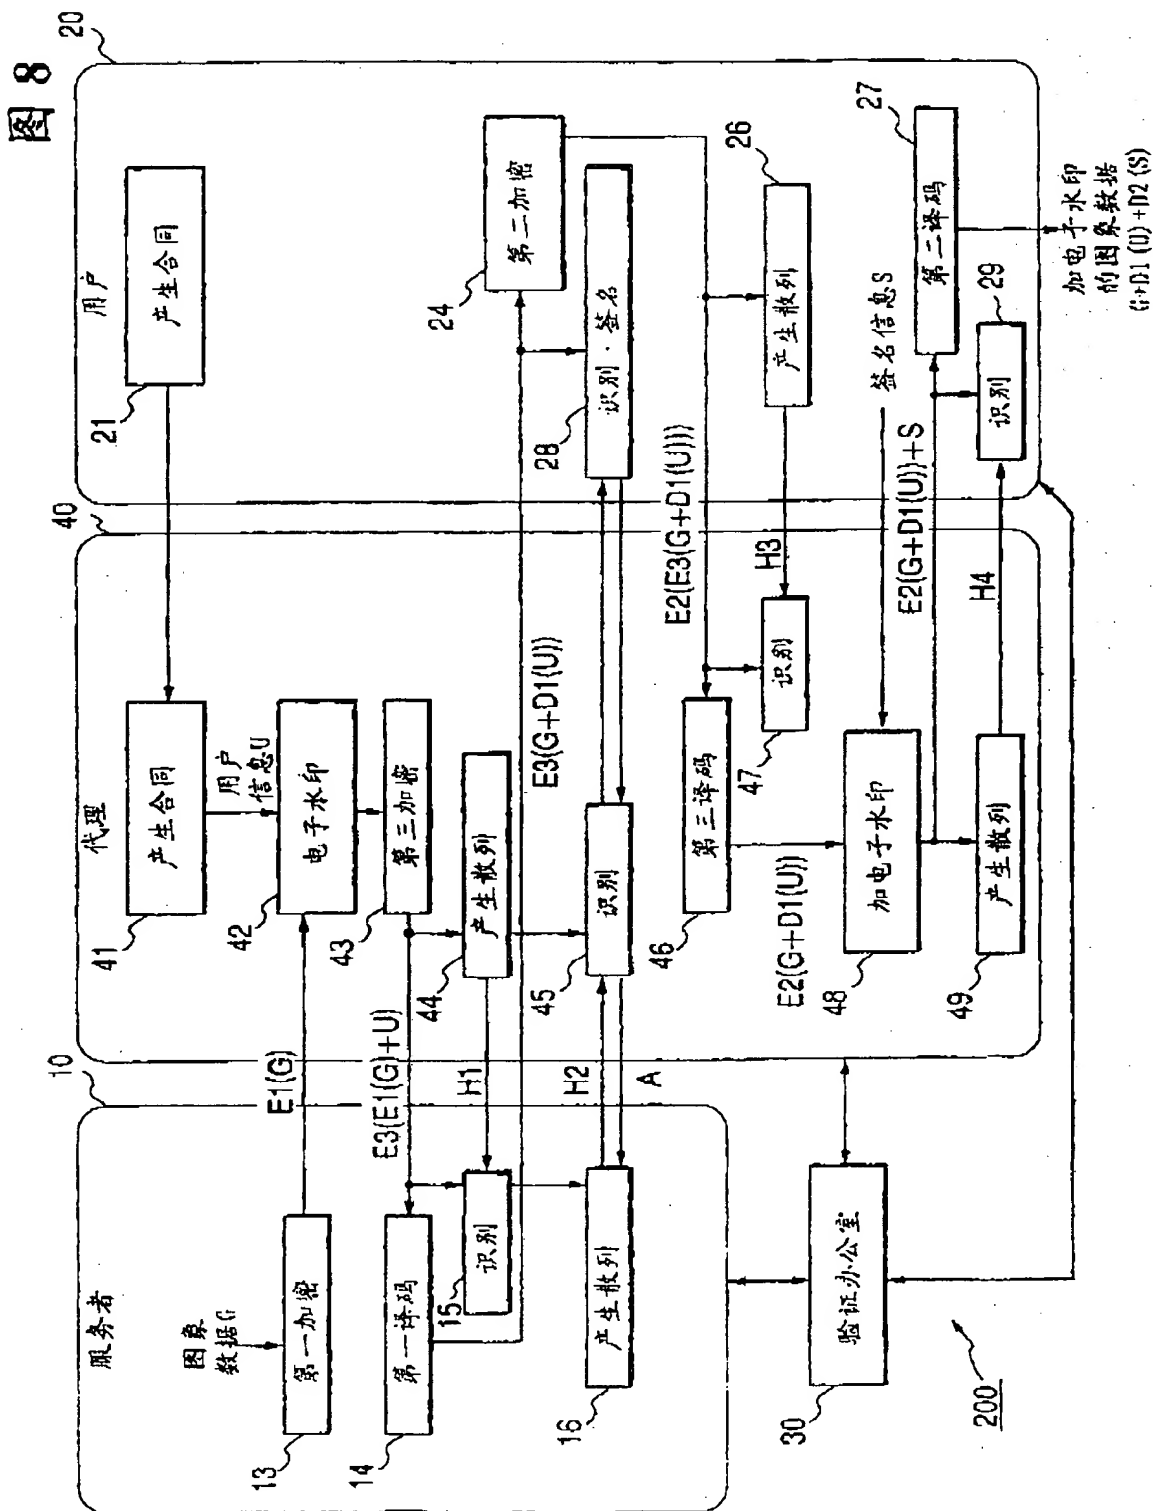 图 8
服务者
10
图象
数据G
第一加密
13
E1(G)
第一译码
14
E3(E1(G)+U)
识别
15
H1
产生散列
16
H2
A
验证办公室
30
200
代理
40
产生合同
41
用户
信息U
电子水印
42
第三加密
43
产生散列
44
识别
45
E3(G+D1(U))
第三译码
46
识别
47
E2(E3(G+D1(U)))
H3
E2(G+D1(U))
加电子水印
48
E2(G+D1(U))+S
产生散列
49
H4
用户
20
产生合同
21
第二加密
24
识别·签名
28
产生散列
26
签名信息S
第二译码
27
识别
29
加电子水印
的图象数据
(G+D1(U)+D2(S)